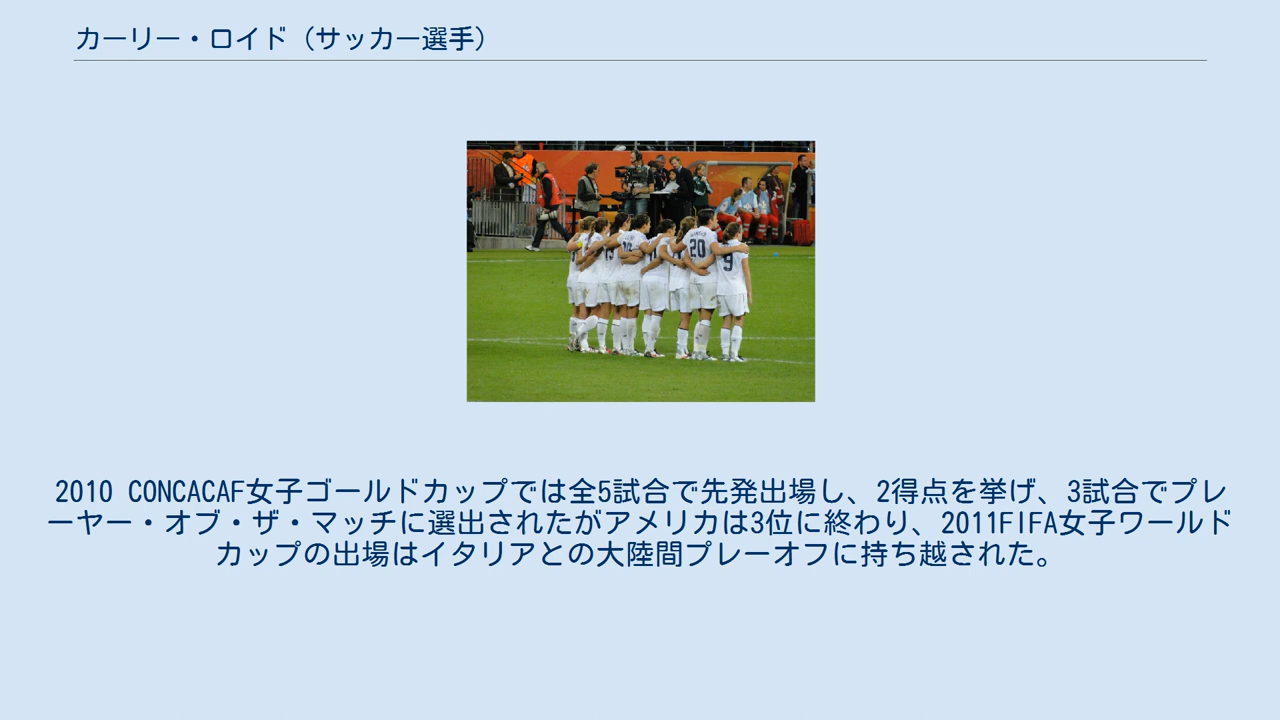 カーリー・ロイド（サッカー選手）
20
9
2010 CONCACAF女子ゴールドカップでは全5試合で先発出場し、2得点を挙げ、3試合でプレ
ーヤー・オブ・ザ・マッチに選出されたがアメリカは3位に終わり、2011FIFA女子ワールド
カップの出場はイタリアとの大陸間プレーオフに持ち越された。